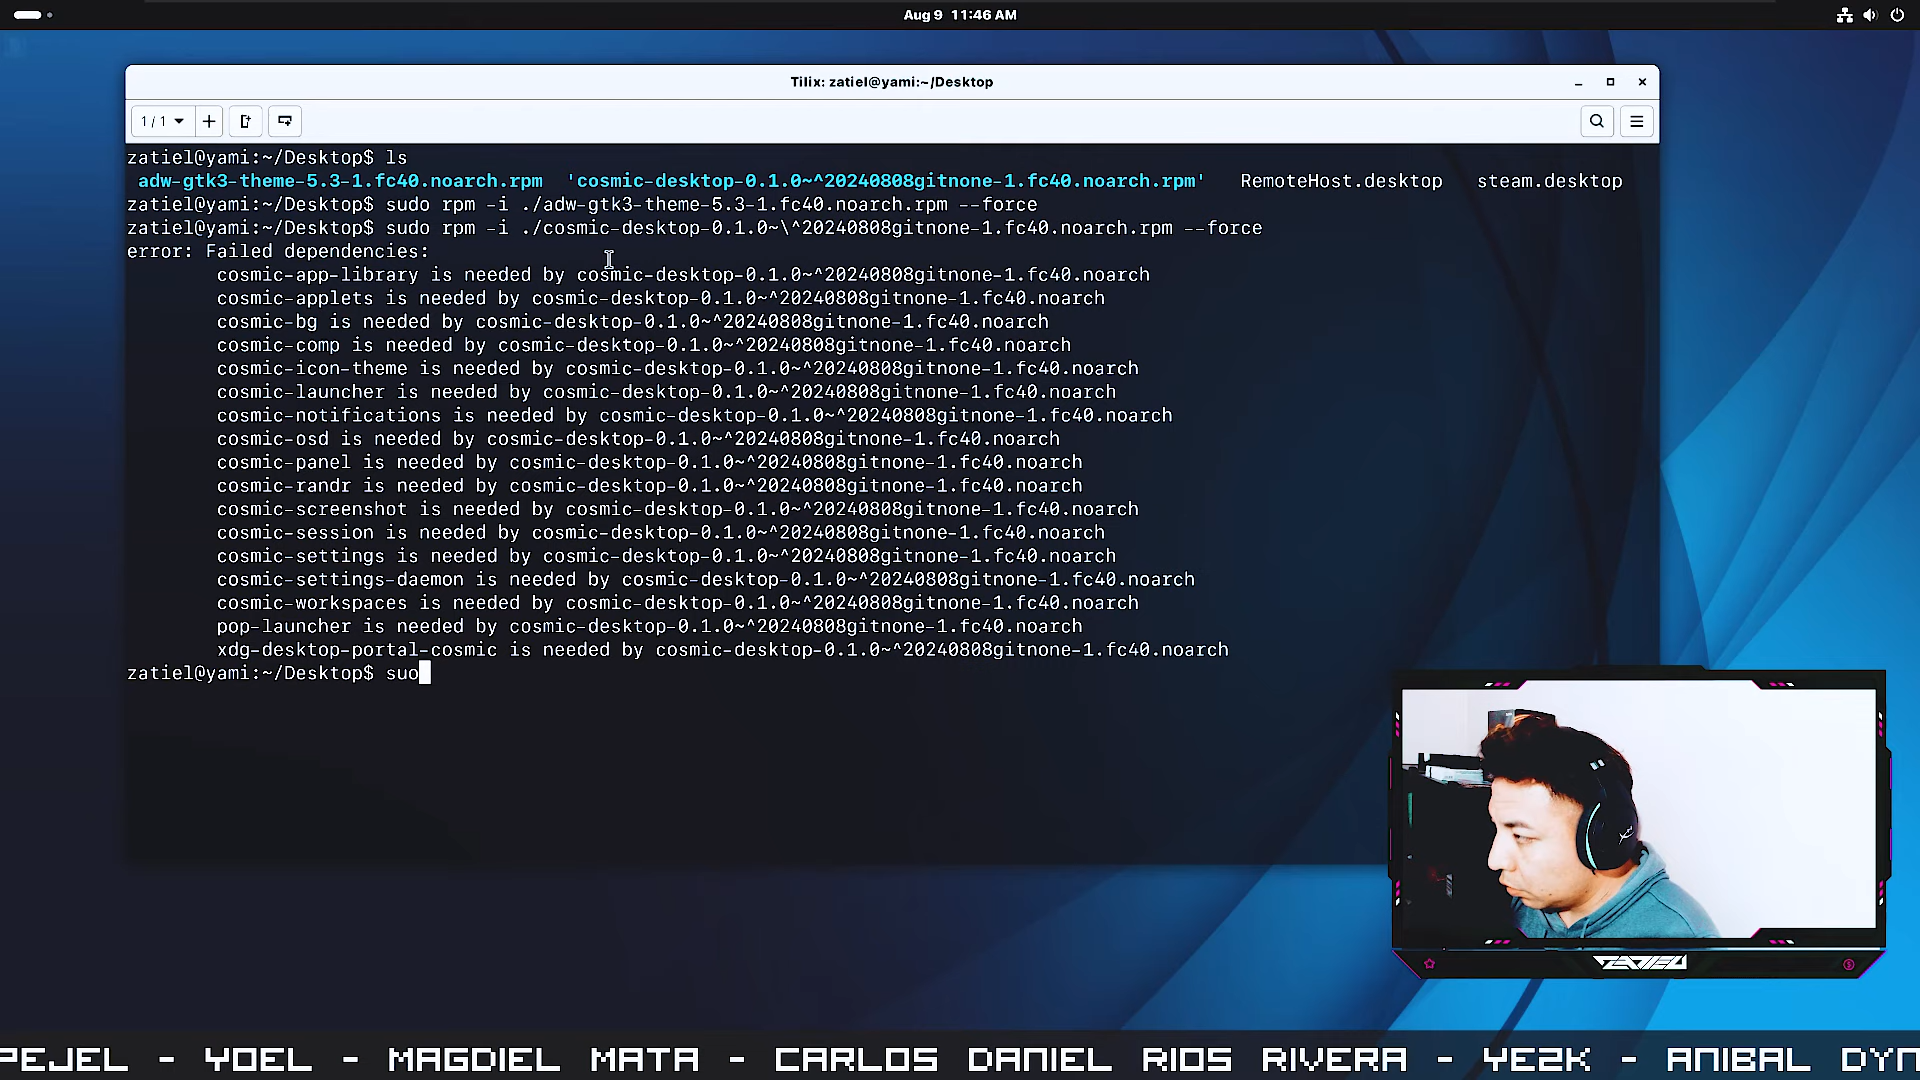 Aug 9 11:46 AM
Tilix: zatiel@yami:~/Desktop
1 / 1
zatiel@yami:~/Desktop$ ls
adw-gtk3-theme-5.3-1.fc40.noarch.rpm 'cosmic-desktop-0.1.0~^20240808gitnone-1.fc40.noarch.rpm' RemoteHost.desktop steam.desktop
zatiel@yami:~/Desktop$ sudo rpm -i ./adw-gtk3-theme-5.3-1.fc40.noarch.rpm --force
zatiel@yami:~/Desktop$ sudo rpm -i ./cosmic-desktop-0.1.0~\^20240808gitnone-1.fc40.noarch.rpm --force
error: Failed dependencies:
cosmic-app-library is needed by cosmic-desktop-0.1.0~^20240808gitnone-1.fc40.noarch
cosmic-applets is needed by cosmic-desktop-0.1.0~^20240808gitnone-1.fc40.noarch
cosmic-bg is needed by cosmic-desktop-0.1.0~^20240808gitnone-1.fc40.noarch
cosmic-comp is needed by cosmic-desktop-0.1.0~^20240808gitnone-1.fc40.noarch
cosmic-icon-theme is needed by cosmic-desktop-0.1.0~^20240808gitnone-1.fc40.noarch
cosmic-launcher is needed by cosmic-desktop-0.1.0~^20240808gitnone-1.fc40.noarch
cosmic-notifications is needed by cosmic-desktop-0.1.0~^20240808gitnone-1.fc40.noarch
cosmic-osd is needed by cosmic-desktop-0.1.0~^20240808gitnone-1.fc40.noarch
cosmic-panel is needed by cosmic-desktop-0.1.0~^20240808gitnone-1.fc40.noarch
cosmic-randr is needed by cosmic-desktop-0.1.0~^20240808gitnone-1.fc40.noarch
cosmic-screenshot is needed by cosmic-desktop-0.1.0~^20240808gitnone-1.fc40.noarch
cosmic-session is needed by cosmic-desktop-0.1.0~^20240808gitnone-1.fc40.noarch
cosmic-settings is needed by cosmic-desktop-0.1.0~^20240808gitnone-1.fc40.noarch
cosmic-settings-daemon is needed by cosmic-desktop-0.1.0~^20240808gitnone-1.fc40.noarch
cosmic-workspaces is needed by cosmic-desktop-0.1.0~^20240808gitnone-1.fc40.noarch
pop-launcher is needed by cosmic-desktop-0.1.0~^20240808gitnone-1.fc40.noarch
xdg-desktop-portal-cosmic is needed by cosmic-desktop-0.1.0~^20240808gitnone-1.fc40.noarch
zatiel@yami:~/Desktop$ suo
PEJEL - YOEL - MAGDIEL MATA - CARLOS DANIEL RIOS RIVERA - YE2K - ANIBAL DYN